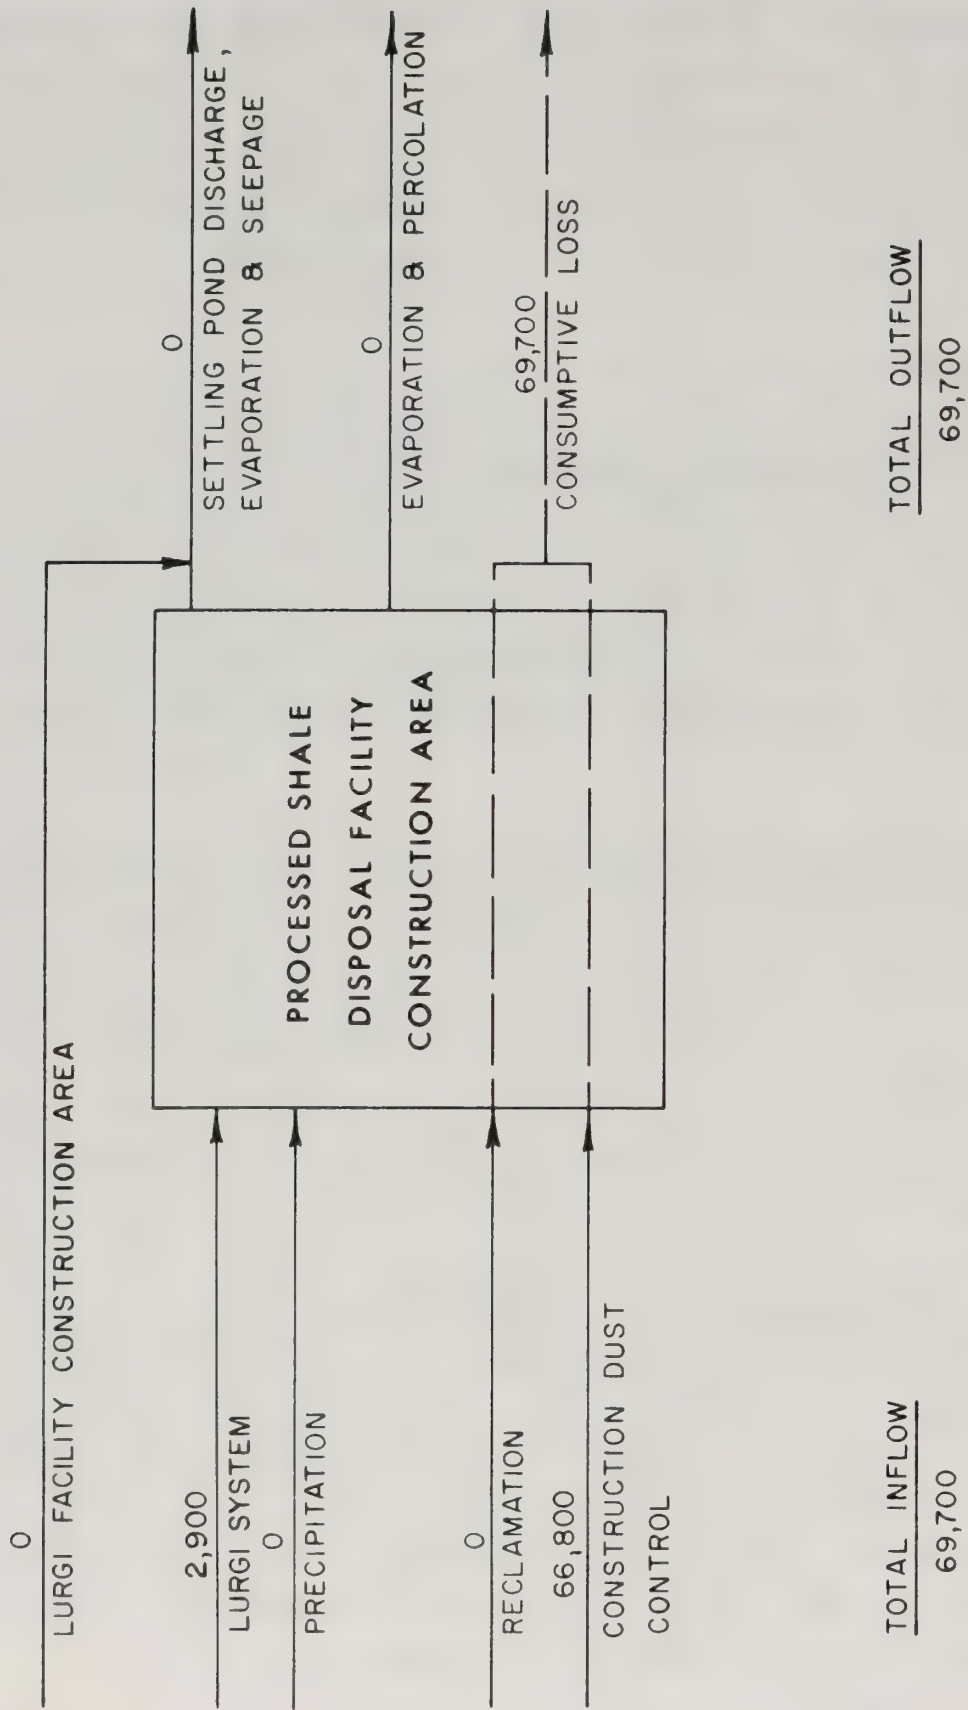 0
LURGI FACILITY CONSTRUCTION AREA
2,900
LURGI SYSTEM
0
PRECIPITATION
0
RECLAMATION
66,800
CONSTRUCTION DUST
CONTROL
PROCESSED SHALE
DISPOSAL FACILITY
CONSTRUCTION AREA
0
SETTLING POND DISCHARGE,
EVAPORATION & SEEPAGE
0
EVAPORATION & PERCOLATION
69,700
CONSUMPTIVE LOSS
TOTAL INFLOW
69,700
TOTAL OUTFLOW
69,700